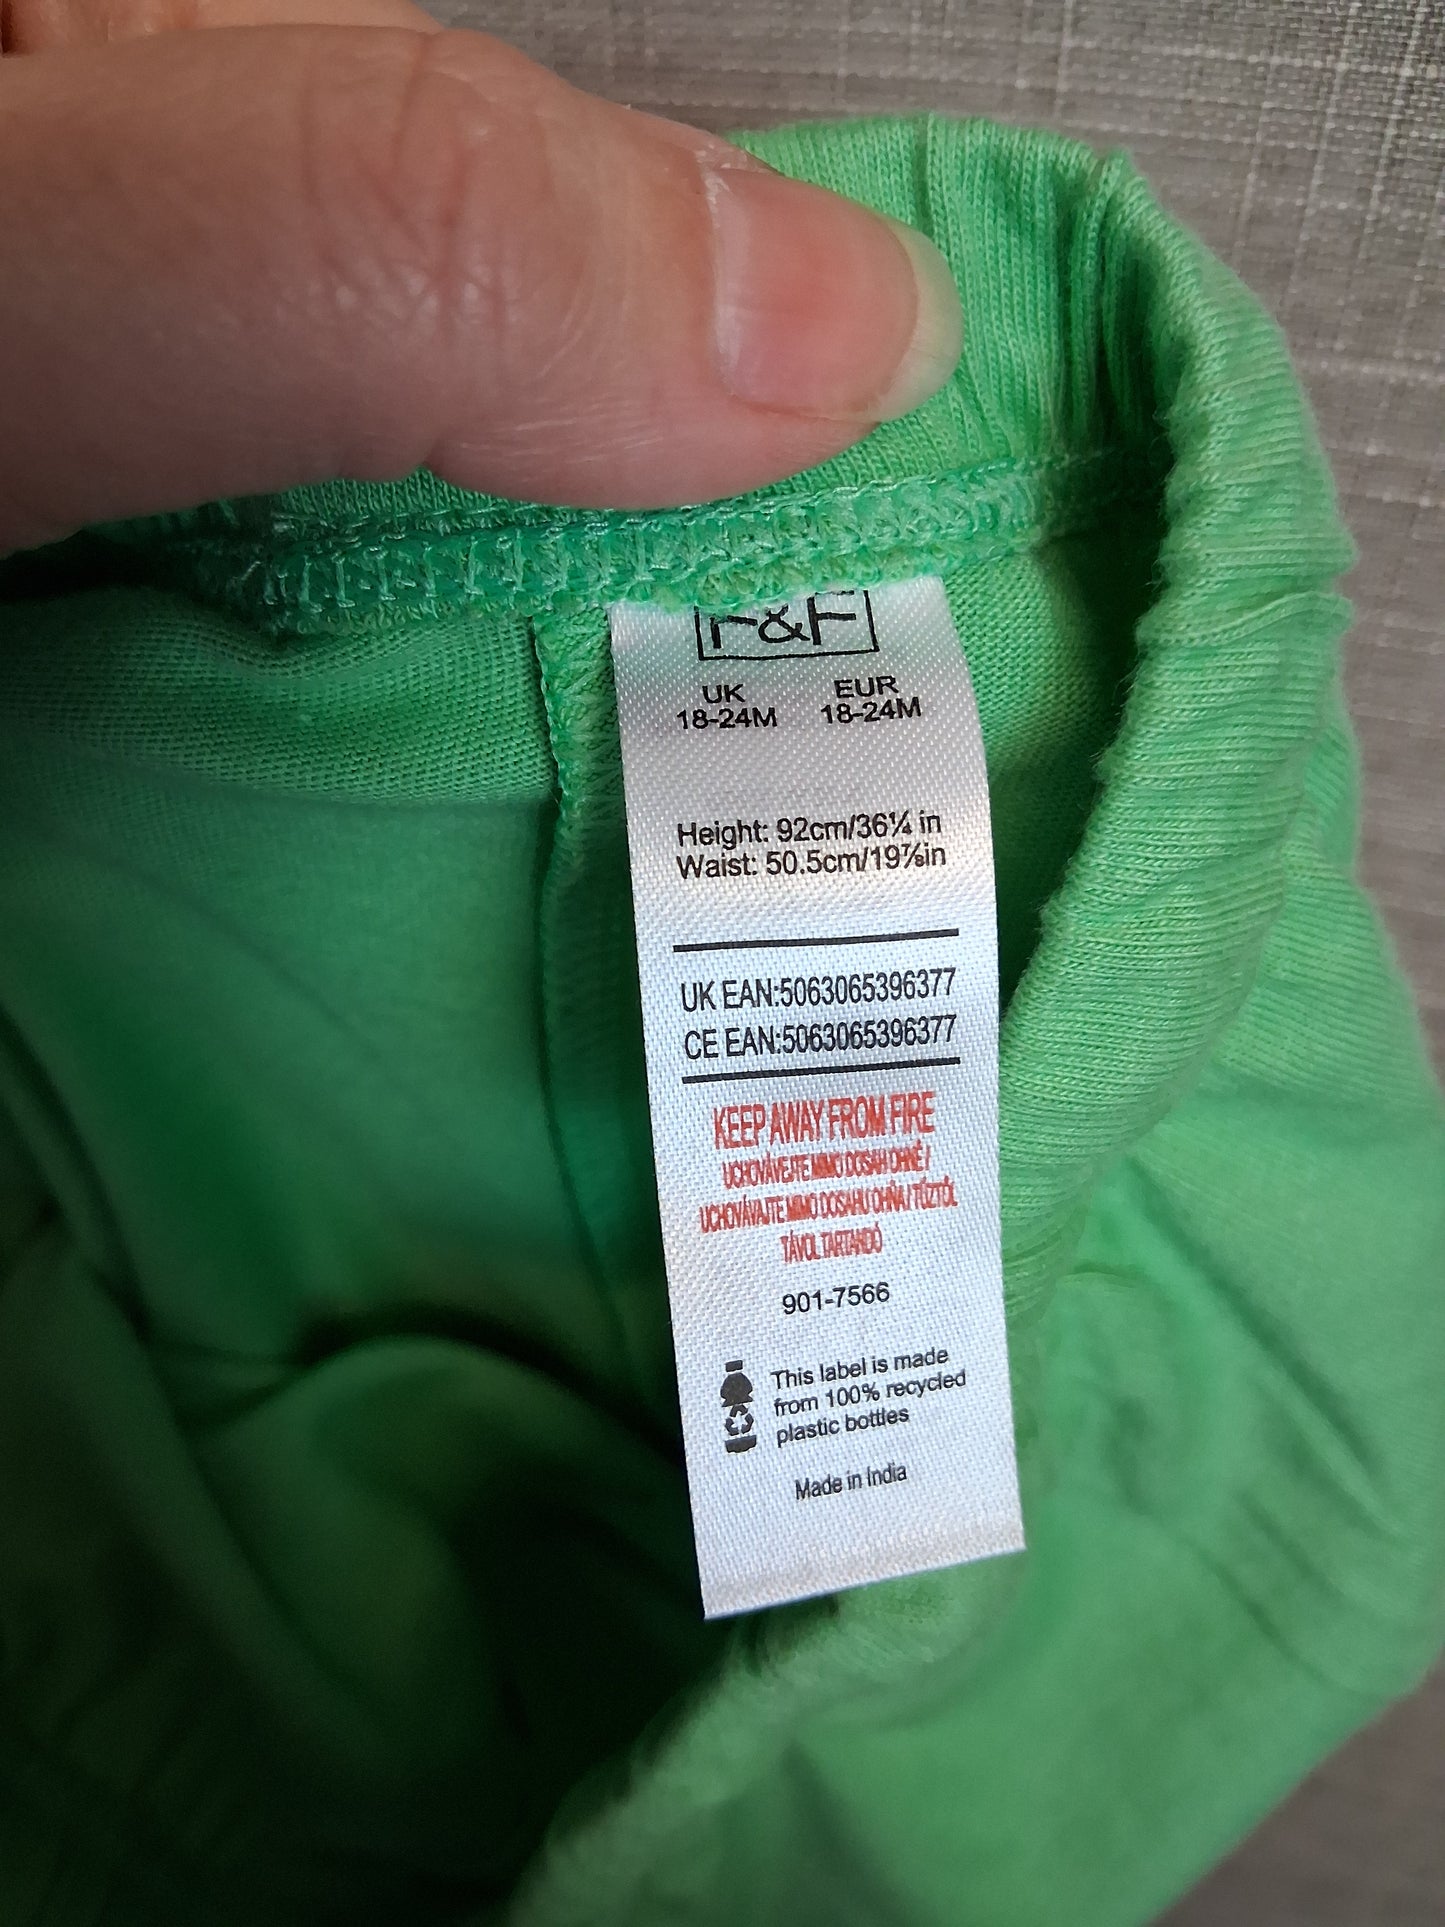 F&F
UK EUR
18-24M 18-24M
Height: 92cm/36¼ in
Waist: 50.5cm/19⅞in
UK EAN:5063065396377
CE EAN:5063065396377
KEEP AWAY FROM FIRE
UCHOVÁVEJTE MIMO DOSAH OHNĚ/
UCHOVÁVAJTE MIMO DOSAHU OHŇA/TŰZTŐL
TÁVOL TARTANDÓ
901-7566
This label is made
from 100% recycled
plastic bottles
Made in India